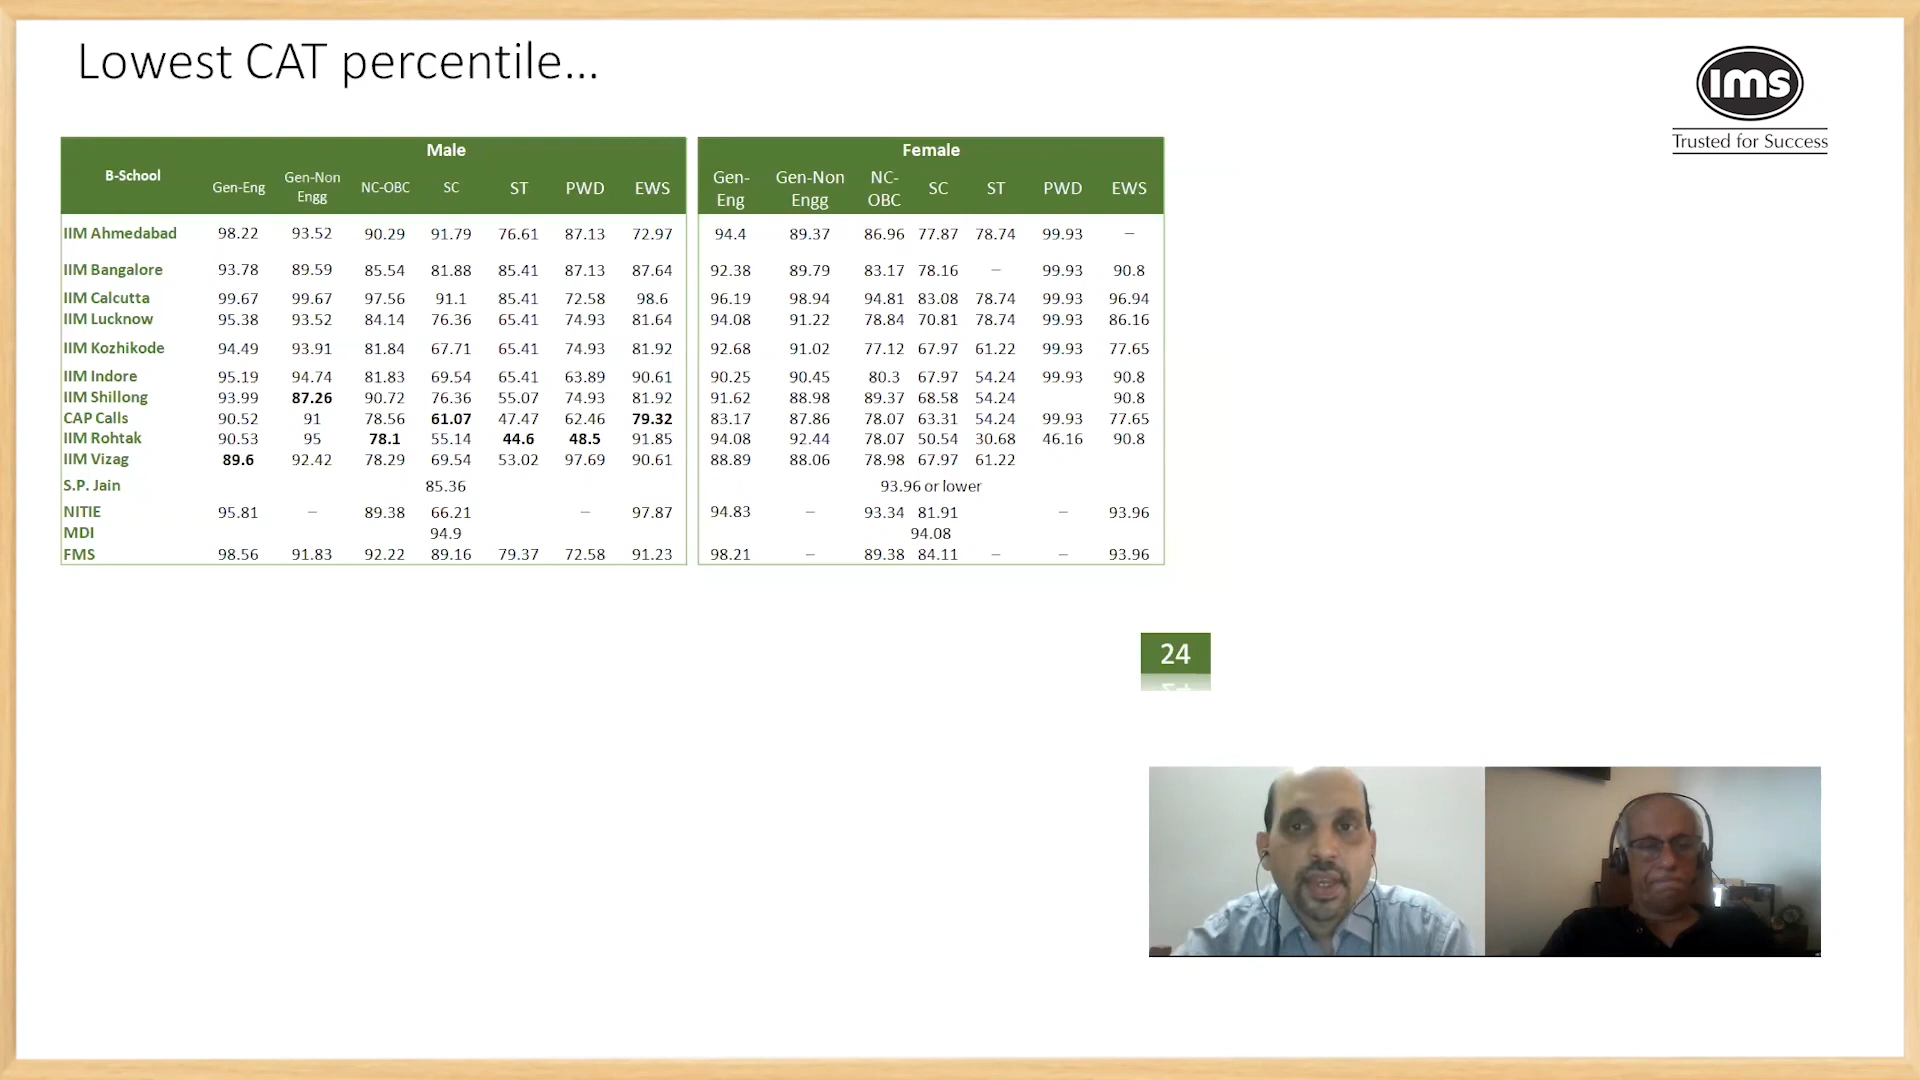 Lowest CAT percentile...
ims
Trusted for Success
Male Female
B-School Gen-Eng Gen-Non Engg NC-OBC SC ST PWD EWS Gen-Eng Gen-Non Engg NC-OBC SC ST PWD EWS
IIM Ahmedabad 98.22 93.52 90.29 91.79 76.61 87.13 72.97 94.4 89.37 86.96 77.87 78.74 99.93 –
IIM Bangalore 93.78 89.59 85.54 81.88 85.41 87.13 87.64 92.38 89.79 83.17 78.16 – 99.93 90.8
IIM Calcutta 99.67 99.67 97.56 91.1 85.41 72.58 98.6 96.19 98.94 94.81 83.08 78.74 99.93 96.94
IIM Lucknow 95.38 93.52 84.14 76.36 65.41 74.93 81.64 94.08 91.22 78.84 70.81 78.74 99.93 86.16
IIM Kozhikode 94.49 93.91 81.84 67.71 65.41 74.93 81.92 92.68 91.02 77.12 67.97 61.22 99.93 77.65
IIM Indore 95.19 94.74 81.83 69.54 65.41 63.89 90.61 90.25 90.45 80.3 67.97 54.24 99.93 90.8
IIM Shillong 93.99 87.26 90.72 76.36 55.07 74.93 81.92 91.62 88.98 89.37 68.58 54.24 90.8
CAP Calls 90.52 91 78.56 61.07 47.47 62.46 79.32 83.17 87.86 78.07 63.31 54.24 99.93 77.65
IIM Rohtak 90.53 95 78.1 55.14 44.6 48.5 91.85 94.08 92.44 78.07 50.54 30.68 46.16 90.8
IIM Vizag 89.6 92.42 78.29 69.54 53.02 97.69 90.61 88.89 88.06 78.98 67.97 61.22
S.P. Jain 85.36 93.96 or lower
NITIE 95.81 – 89.38 66.21 – 97.87 94.83 – 93.34 81.91 – 93.96
MDI 94.9 94.08
FMS 98.56 91.83 92.22 89.16 79.37 72.58 91.23 98.21 – 89.38 84.11 – – 93.96
24